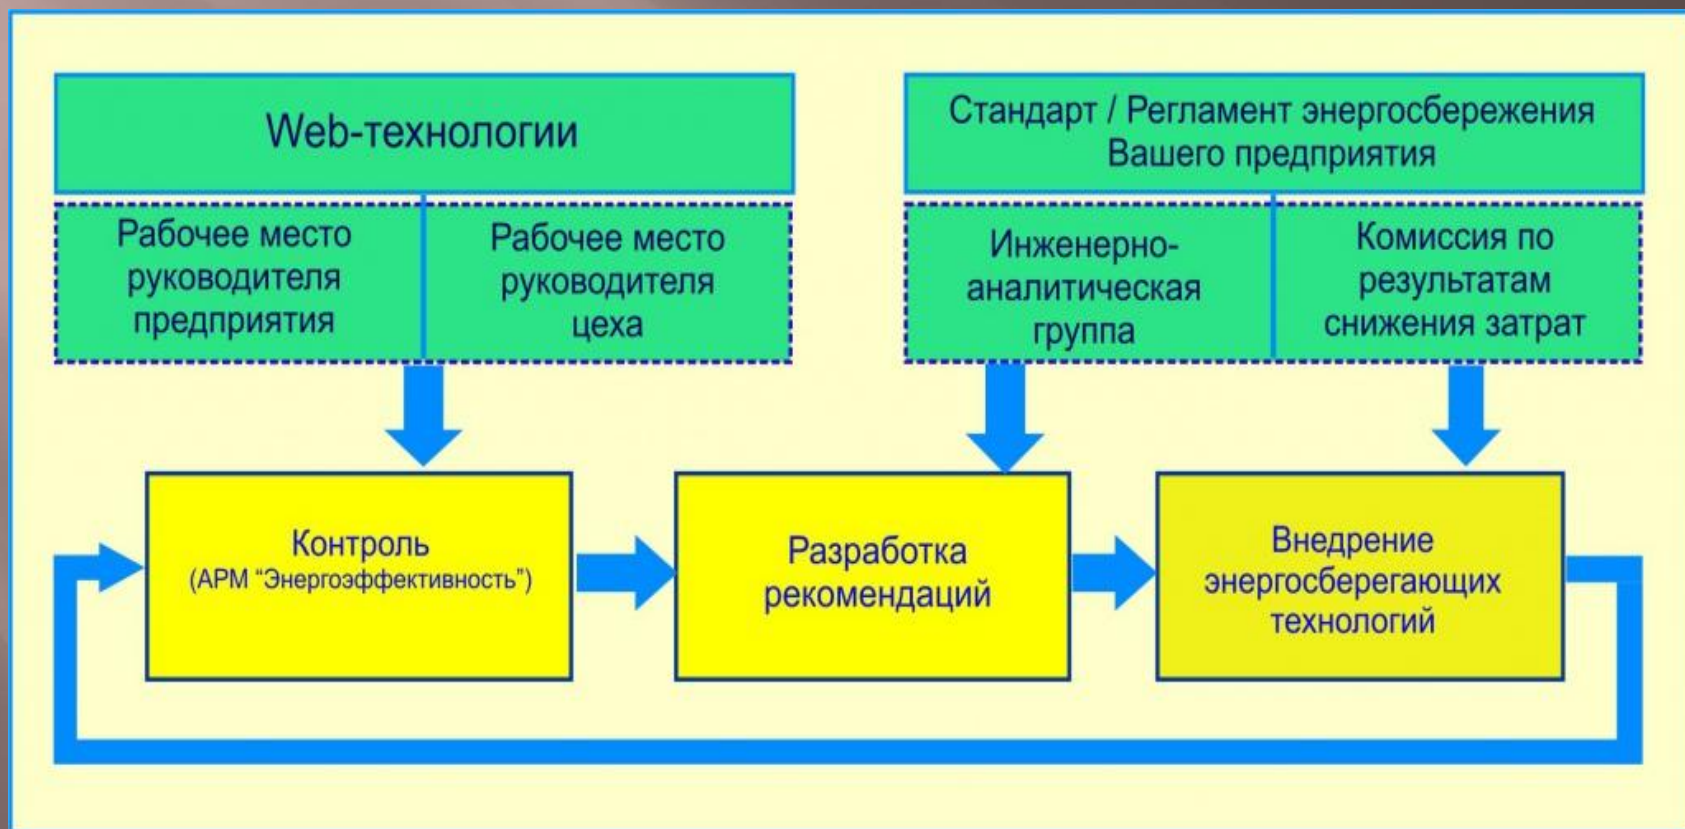 Web-технологии
Стандарт / Регламент энергосбережения
Вашего предприятия
Рабочее место
руководителя
предприятия
Рабочее место
руководителя
цеха
Инженерно-
аналитическая
группа
Комиссия по
результатам
снижения затрат
Контроль
(АРМ “Энергоэффективность”)
Разработка
рекомендаций
Внедрение
энергосберегающих
технологий